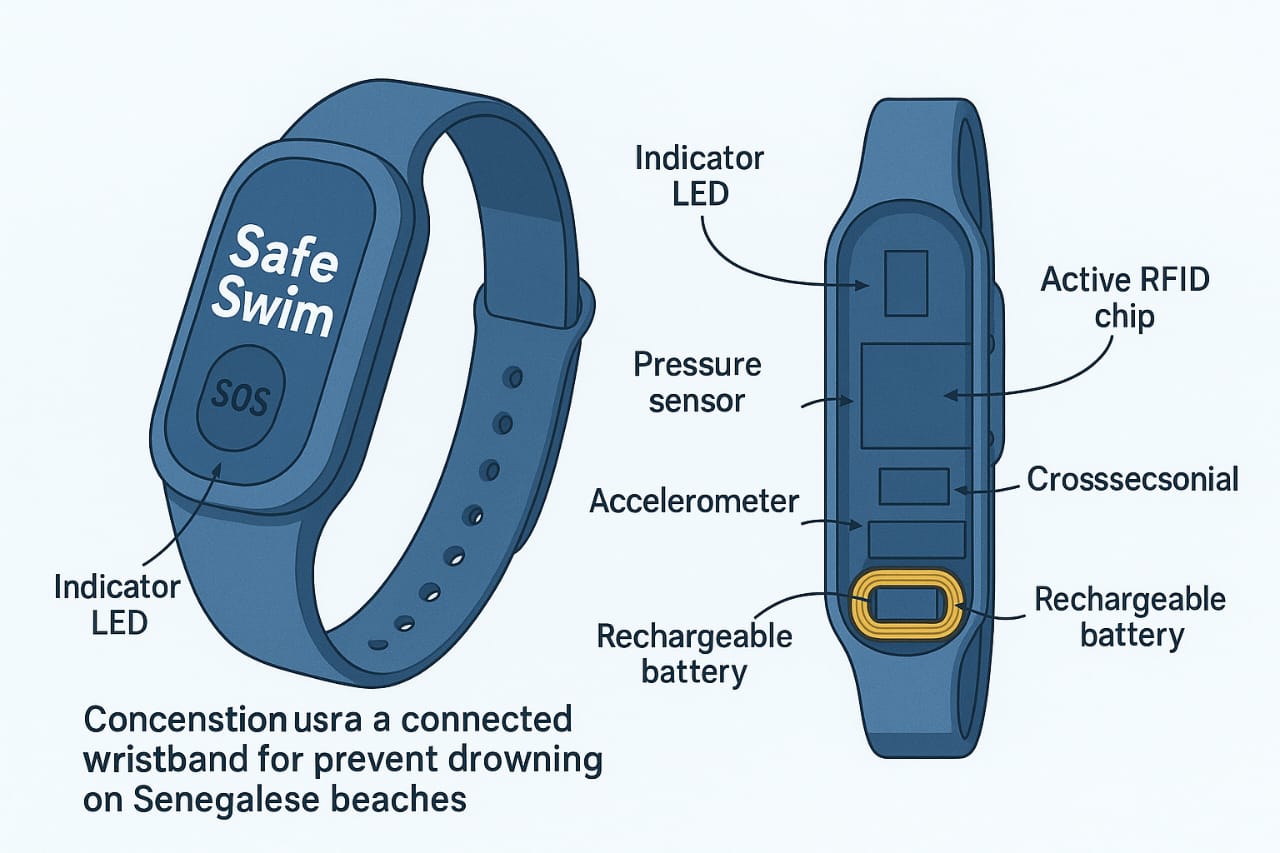 Safe
Swim
SOS
Indicator
LED
Concenstion usra a connected
wristband for prevent drowning
on Senegalese beaches
Indicator
LED
Pressure
sensor
Accelerometer
Rechargeable
battery
Active RFID
chip
Crosssecsonial
Rechargeable
battery